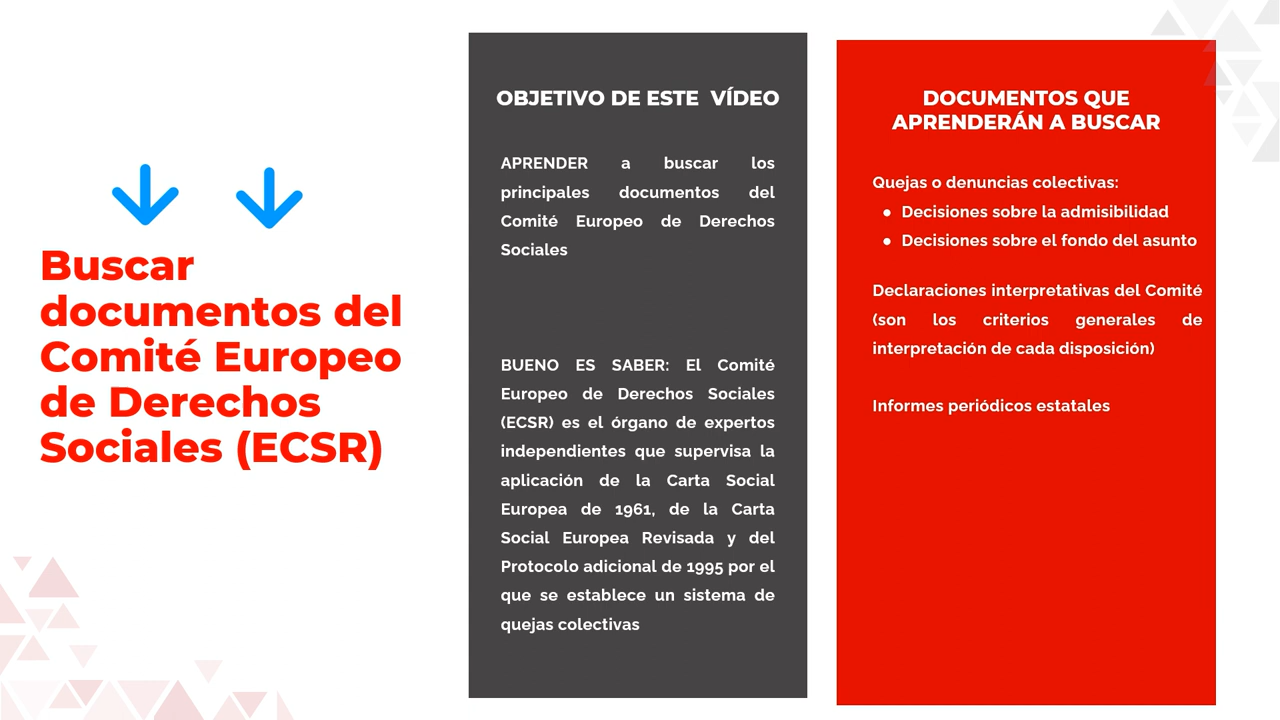 Buscar
documentos del
Comité Europeo
de Derechos
Sociales (ECSR)
OBJETIVO DE ESTE VÍDEO
APRENDER a buscar los
principales documentos del
Comité Europeo de Derechos
Sociales
BUENO ES SABER: El Comité
Europeo de Derechos Sociales
(ECSR) es el órgano de expertos
independientes que supervisa la
aplicación de la Carta Social
Europea de 1961, de la Carta
Social Europea Revisada y del
Protocolo adicional de 1995 por el
que se establece un sistema de
quejas colectivas
DOCUMENTOS QUE
APRENDERÁN A BUSCAR
Quejas o denuncias colectivas:
● Decisiones sobre la admisibilidad
● Decisiones sobre el fondo del asunto
Declaraciones interpretativas del Comité
(son los criterios generales de
interpretación de cada disposición)
Informes periódicos estatales